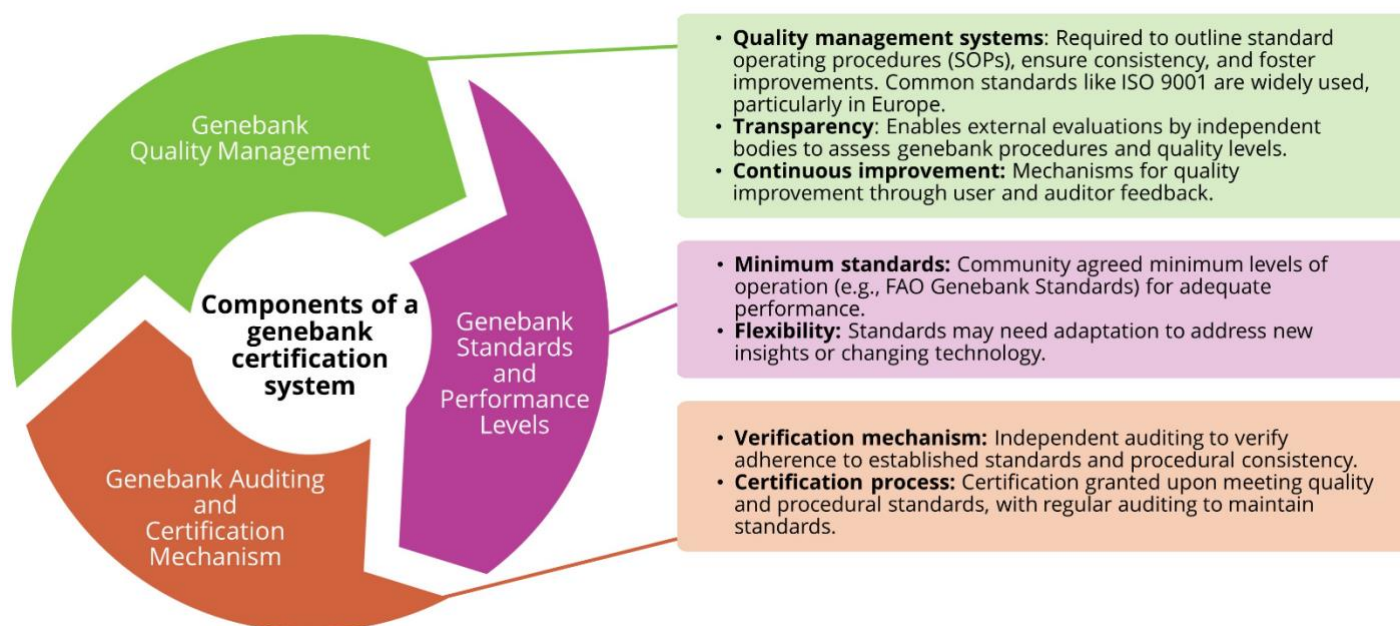 Genebank
Quality Management
Components of a
genebank
certification
system
Genebank
Standards
and
Performance
Levels
Genebank Auditing
and
Certification
Mechanism
• Quality management systems: Required to outline standard
operating procedures (SOPs), ensure consistency, and foster
improvements. Common standards like ISO 9001 are widely used,
particularly in Europe.
• Transparency: Enables external evaluations by independent
bodies to assess genebank procedures and quality levels.
• Continuous improvement: Mechanisms for quality
improvement through user and auditor feedback.
• Minimum standards: Community agreed minimum levels of
operation (e.g., FAO Genebank Standards) for adequate
performance.
• Flexibility: Standards may need adaptation to address new
insights or changing technology.
• Verification mechanism: Independent auditing to verify
adherence to established standards and procedural consistency.
• Certification process: Certification granted upon meeting quality
and procedural standards, with regular auditing to maintain
standards.